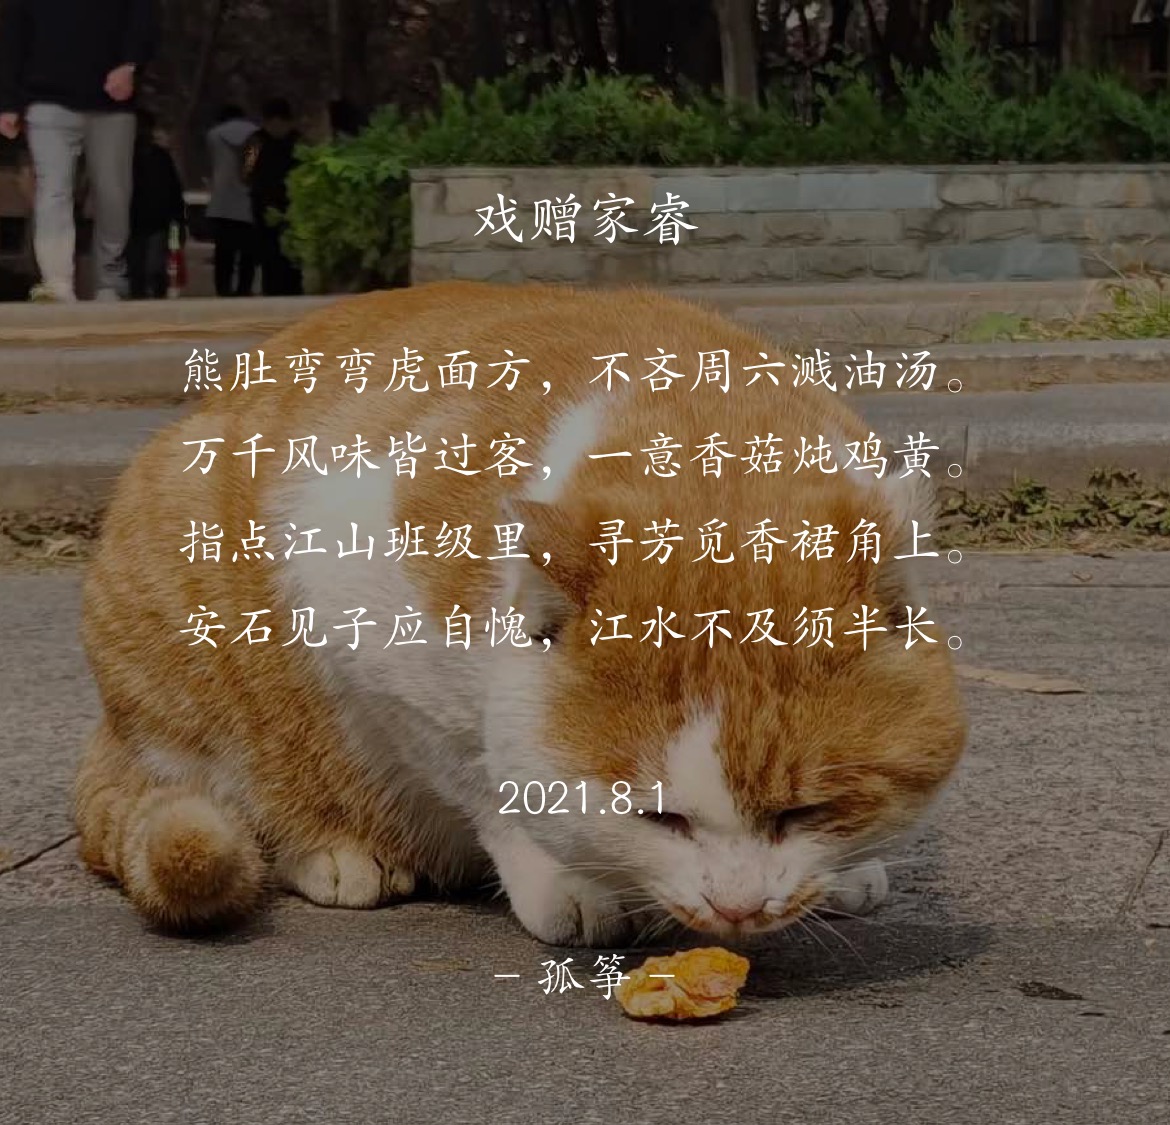 戏赠家睿
熊肚弯弯虎面方，不吝周六溅油汤。
万千风味皆过客，一意香菇炖鸡黄。
指点江山班级里，寻芳觅香裙角上。
安石见子应自愧，江水不及须半长。
2021.8.1
– 孤筝 –